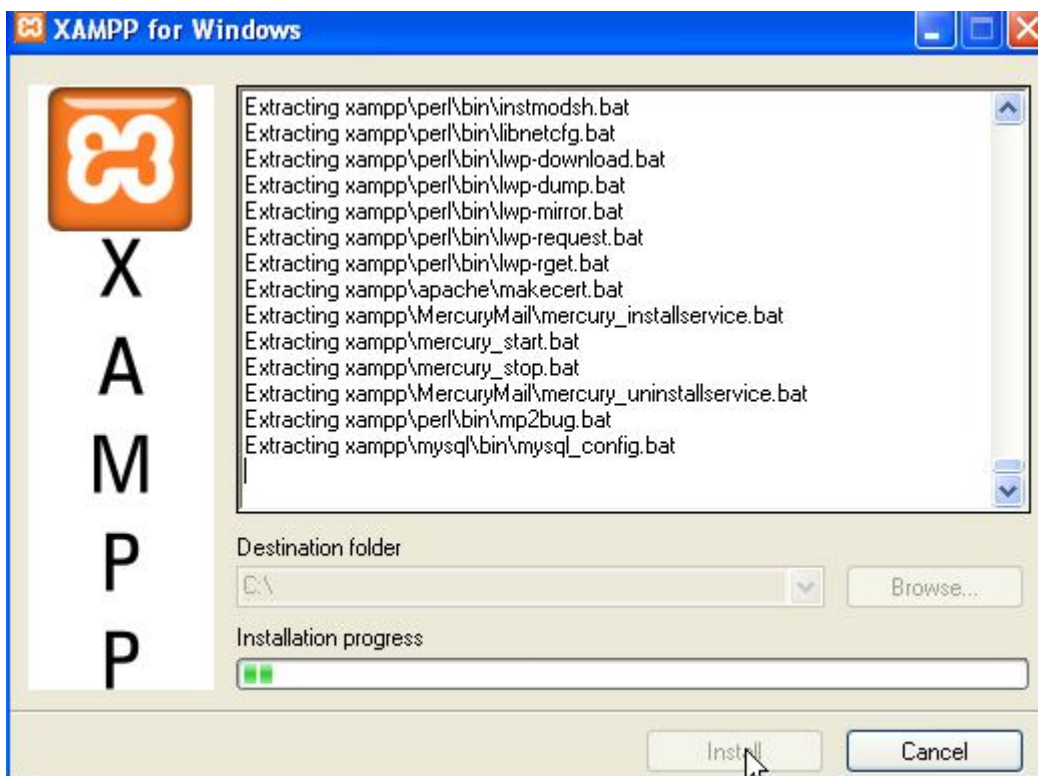 XAMPP for Windows
X
A
M
P
P
Extracting xampp\perl\bin\instmodsh.bat
Extracting xampp\perl\bin\libnetcfg.bat
Extracting xampp\perl\bin\lwp-download.bat
Extracting xampp\perl\bin\lwp-dump.bat
Extracting xampp\perl\bin\lwp-mirror.bat
Extracting xampp\perl\bin\lwp-request.bat
Extracting xampp\perl\bin\lwp-rget.bat
Extracting xampp\apache\makecert.bat
Extracting xampp\MercuryMail\mercury_installservice.bat
Extracting xampp\mercury_start.bat
Extracting xampp\mercury_stop.bat
Extracting xampp\MercuryMail\mercury_uninstallservice.bat
Extracting xampp\perl\bin\mp2bug.bat
Extracting xampp\mysql\bin\mysql_config.bat
Destination folder
C:\
Browse...
Installation progress
Install
Cancel